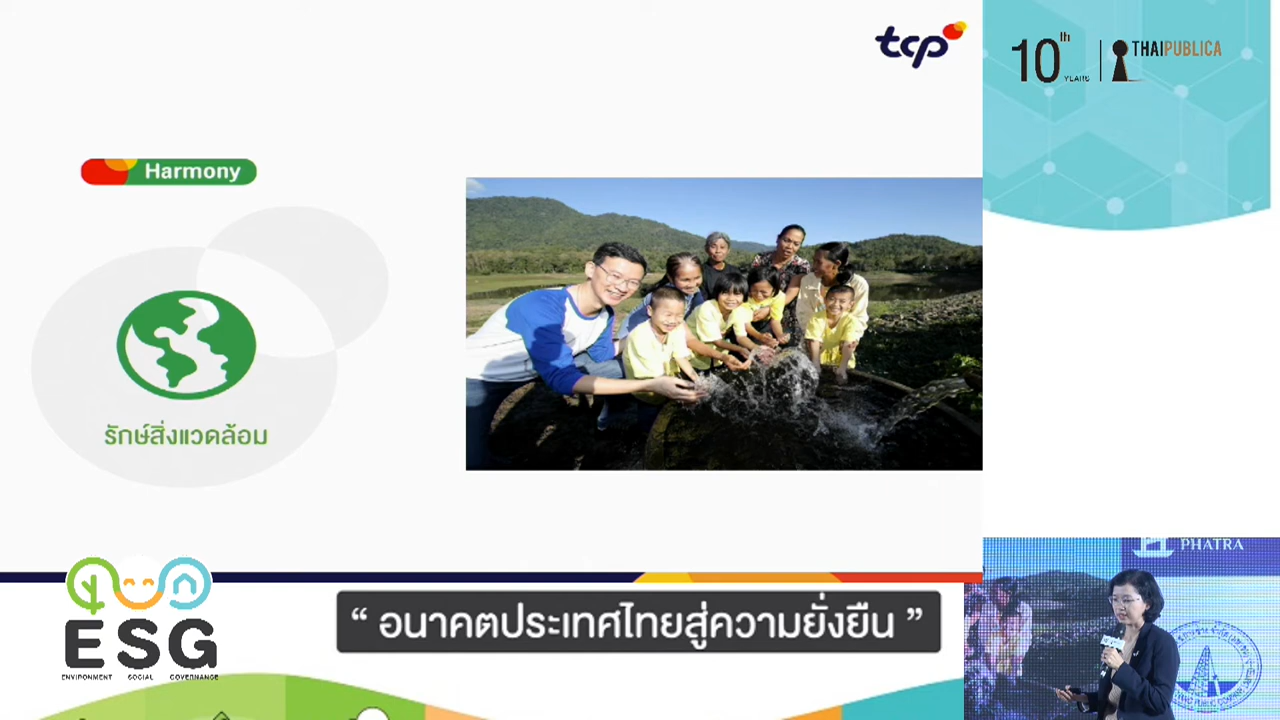 tcp
10th
YEARS
THAIPUBLICA
Harmony
รักษ์สิ่งแวดล้อม
PHATRA
“ อนาคตประเทศไทยสู่ความยั่งยืน ”
ESG
ENVIRONMENT SOCIAL GOVERNANCE